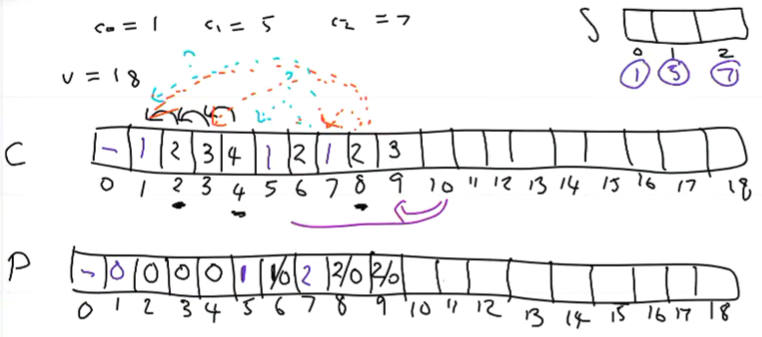 c₀ = 1 c₁ = 5 c₂ = 7 S
0 1 2
1 5 7
v = 18
C - 1 2 3 4 1 2 1 2 3
0 1 2 3 4 5 6 7 8 9 10 11 12 13 14 15 16 17 18
P - 0 0 0 0 1 1/0 2 2/0 2/0
0 1 2 3 4 5 6 7 8 9 10 11 12 13 14 15 16 17 18